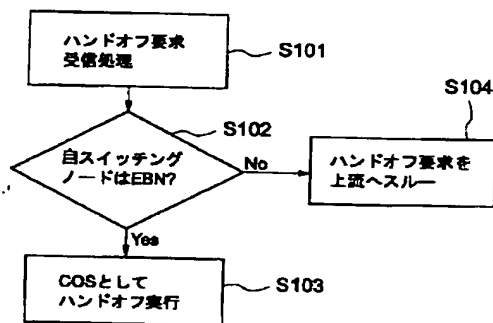 ハンドオフ要求
受信処理
S101
S104
S102
自スイッチング
ノードはEBN?
No
ハンドオフ要求を
上流へスルー
Yes
COSとして
ハンドオフ実行
S103